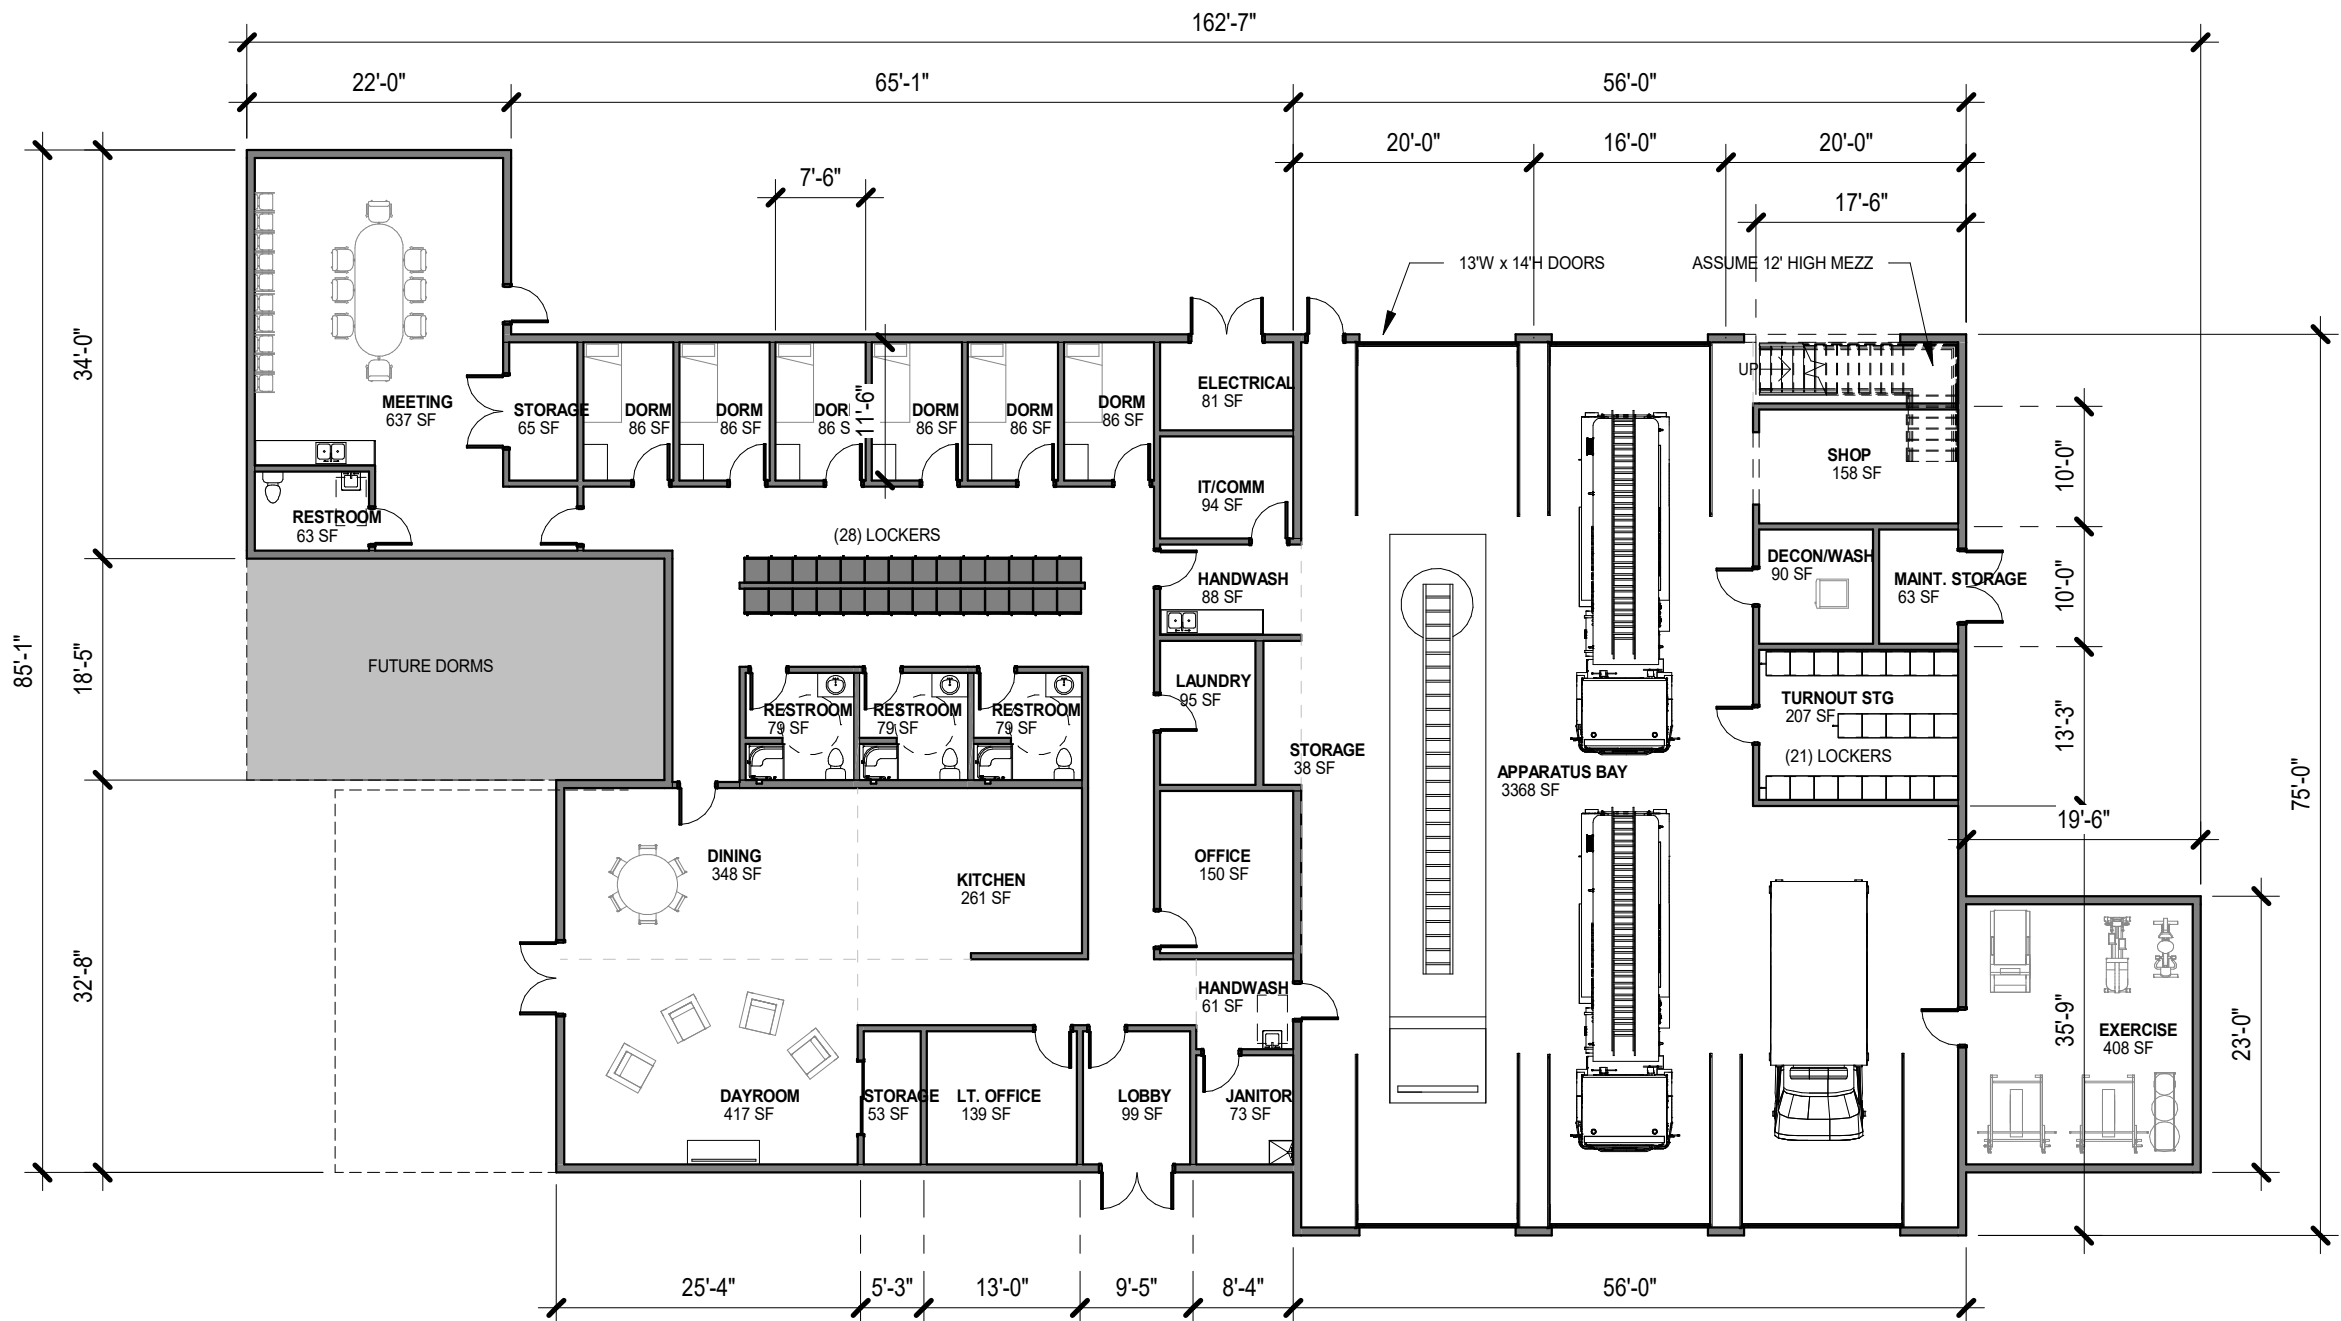 162'-7"
22'-0"
65'-1"
56'-0"
20'-0"
16'-0"
20'-0"
7'-6"
17'-6"
13'W x 14'H DOORS
ASSUME 12' HIGH MEZZ
34'-0"
UP
MEETING
637 SF
STORAGE
65 SF
DORM
86 SF
DORM
86 SF
DORM
86 S
11'-6"
DORM
86 SF
DORM
86 SF
DORM
86 SF
ELECTRICAL
81 SF
SHOP
158 SF
10'-0"
IT/COMM
94 SF
RESTROOM
63 SF
(28) LOCKERS
DECON/WASH
90 SF
MAINT. STORAGE
63 SF
10'-0"
HANDWASH
88 SF
85'-1"
18'-5"
FUTURE DORMS
LAUNDRY
95 SF
TURNOUT STG
207 SF
(21) LOCKERS
13'-3"
RESTROOM
79 SF
RESTROOM
79 SF
RESTROOM
79 SF
STORAGE
38 SF
APPARATUS BAY
3368 SF
75'-0"
19'-6"
DINING
348 SF
KITCHEN
261 SF
OFFICE
150 SF
32'-8"
HANDWASH
61 SF
35'-9"
EXERCISE
408 SF
23'-0"
DAYROOM
417 SF
STORAGE
53 SF
LT. OFFICE
139 SF
LOBBY
99 SF
JANITOR
73 SF
25'-4"
5'-3"
13'-0"
9'-5"
8'-4"
56'-0"